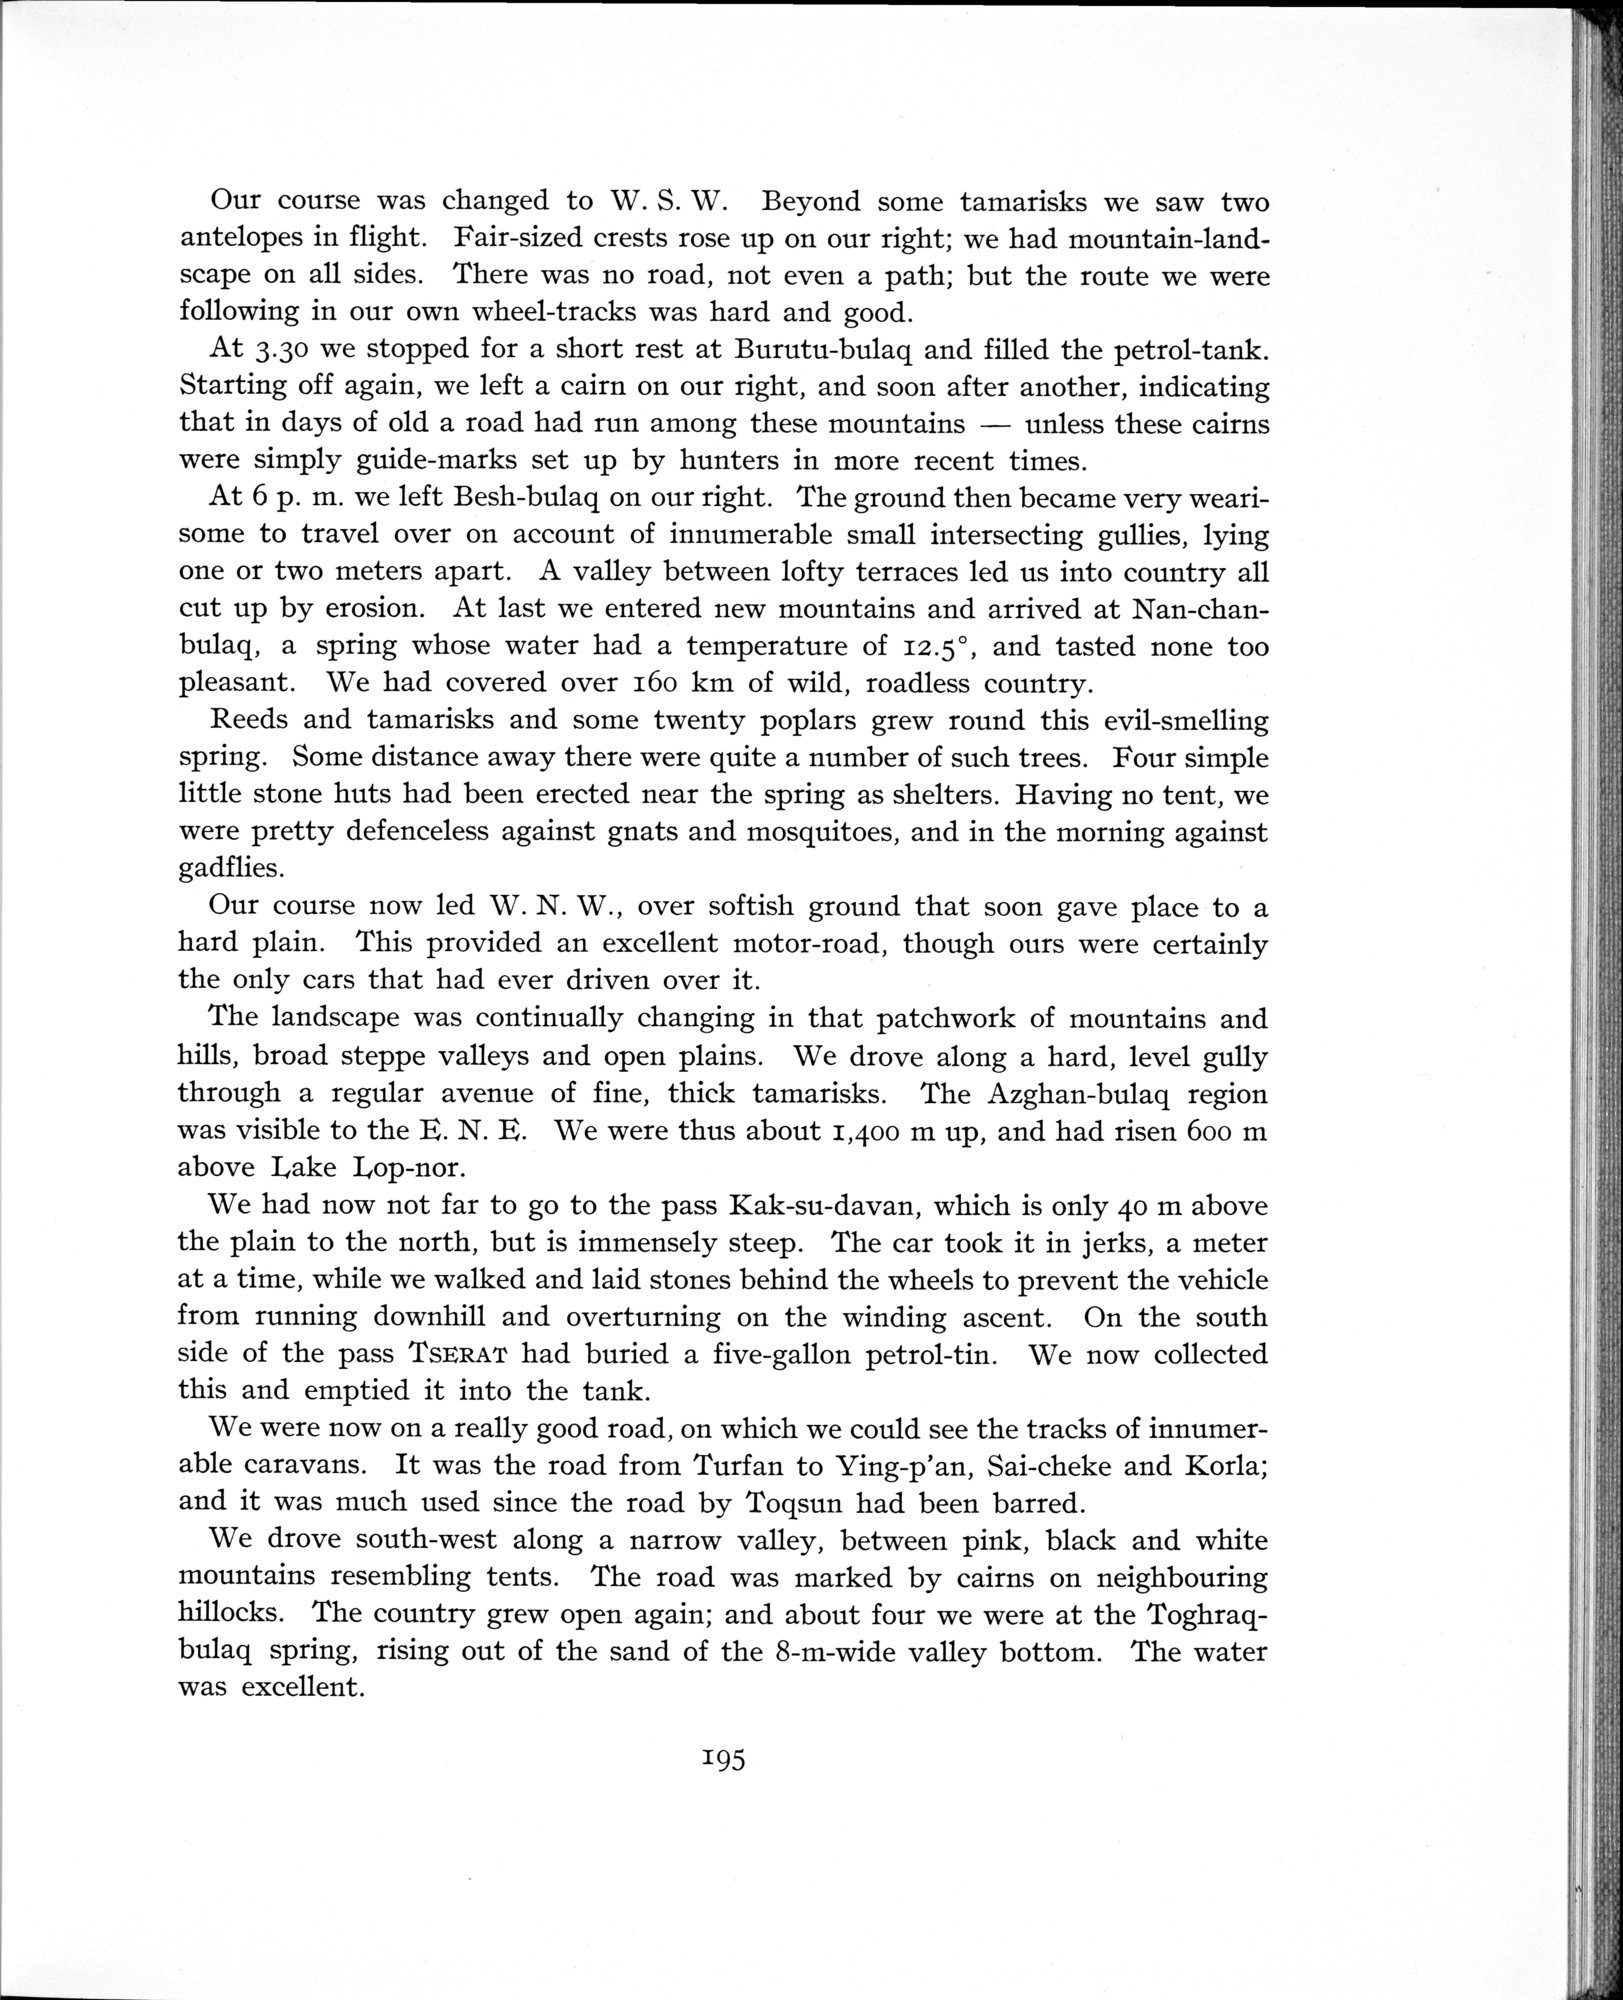 Our course was changed to W. S. W. Beyond some tamarisks we saw two
antelopes in flight. Fair-sized crests rose up on our right; we had mountain-land-
scape on all sides. There was no road, not even a path; but the route we were
following in our own wheel-tracks was hard and good.
At 3.30 we stopped for a short rest at Burutu-bulaq and filled the petrol-tank.
Starting off again, we left a cairn on our right, and soon after another, indicating
that in days of old a road had run among these mountains — unless these cairns
were simply guide-marks set up by hunters in more recent times.
At 6 p. m. we left Besh-bulaq on our right. The ground then became very weari-
some to travel over on account of innumerable small intersecting gullies, lying
one or two meters apart. A valley between lofty terraces led us into country all
cut up by erosion. At last we entered new mountains and arrived at Nan-chan-
bulaq, a spring whose water had a temperature of 12.5°, and tasted none too
pleasant. We had covered over 160 km of wild, roadless country.
Reeds and tamarisks and some twenty poplars grew round this evil-smelling
spring. Some distance away there were quite a number of such trees. Four simple
little stone huts had been erected near the spring as shelters. Having no tent, we
were pretty defenceless against gnats and mosquitoes, and in the morning against
gadflies.
Our course now led W. N. W., over softish ground that soon gave place to a
hard plain. This provided an excellent motor-road, though ours were certainly
the only cars that had ever driven over it.
The landscape was continually changing in that patchwork of mountains and
hills, broad steppe valleys and open plains. We drove along a hard, level gully
through a regular avenue of fine, thick tamarisks. The Azghan-bulaq region
was visible to the E. N. E. We were thus about 1,400 m up, and had risen 600 m
above Lake Lop-nor.
We had now not far to go to the pass Kak-su-davan, which is only 40 m above
the plain to the north, but is immensely steep. The car took it in jerks, a meter
at a time, while we walked and laid stones behind the wheels to prevent the vehicle
from running downhill and overturning on the winding ascent. On the south
side of the pass TSERAT had buried a five-gallon petrol-tin. We now collected
this and emptied it into the tank.
We were now on a really good road, on which we could see the tracks of innumer-
able caravans. It was the road from Turfan to Ying-p'an, Sai-cheke and Korla;
and it was much used since the road by Toqsun had been barred.
We drove south-west along a narrow valley, between pink, black and white
mountains resembling tents. The road was marked by cairns on neighbouring
hillocks. The country grew open again; and about four we were at the Toghraq-
bulaq spring, rising out of the sand of the 8-m-wide valley bottom. The water
was excellent.
195